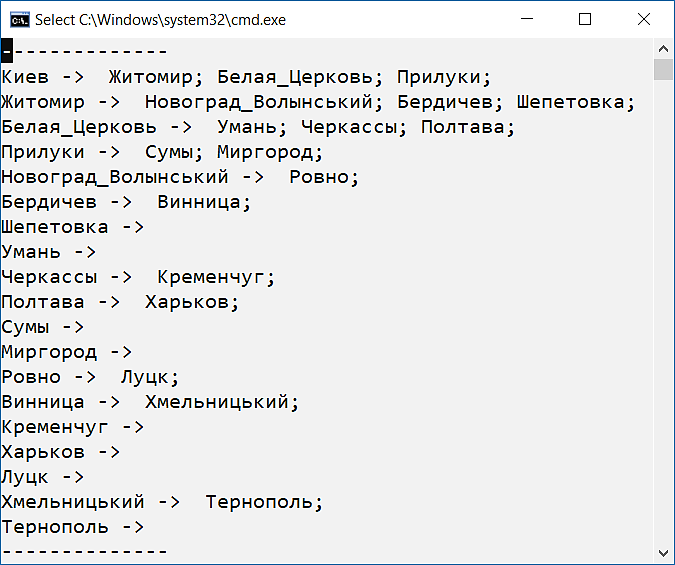 Select C:\Windows\system32\cmd.exe
--------------
Киев ->  Житомир; Белая_Церковь; Прилуки;
Житомир ->  Новоград_Волынський; Бердичев; Шепетовка;
Белая_Церковь ->  Умань; Черкассы; Полтава;
Прилуки ->  Сумы; Миргород;
Новоград_Волынський ->  Ровно;
Бердичев ->  Винница;
Шепетовка ->
Умань ->
Черкассы ->  Кременчуг;
Полтава ->  Харьков;
Сумы ->
Миргород ->
Ровно ->  Луцк;
Винница ->  Хмельницький;
Кременчуг ->
Харьков ->
Луцк ->
Хмельницький ->  Тернополь;
Тернополь ->
--------------